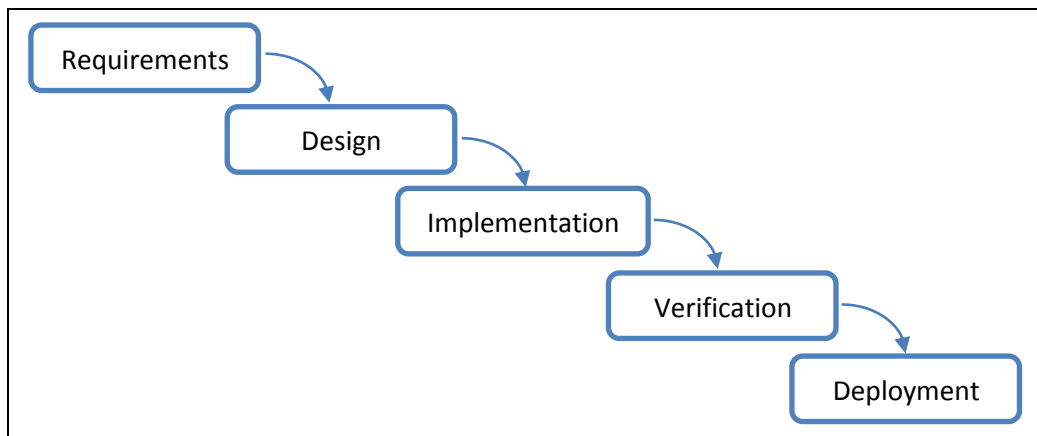 Requirements
Design
Implementation
Verification
Deployment